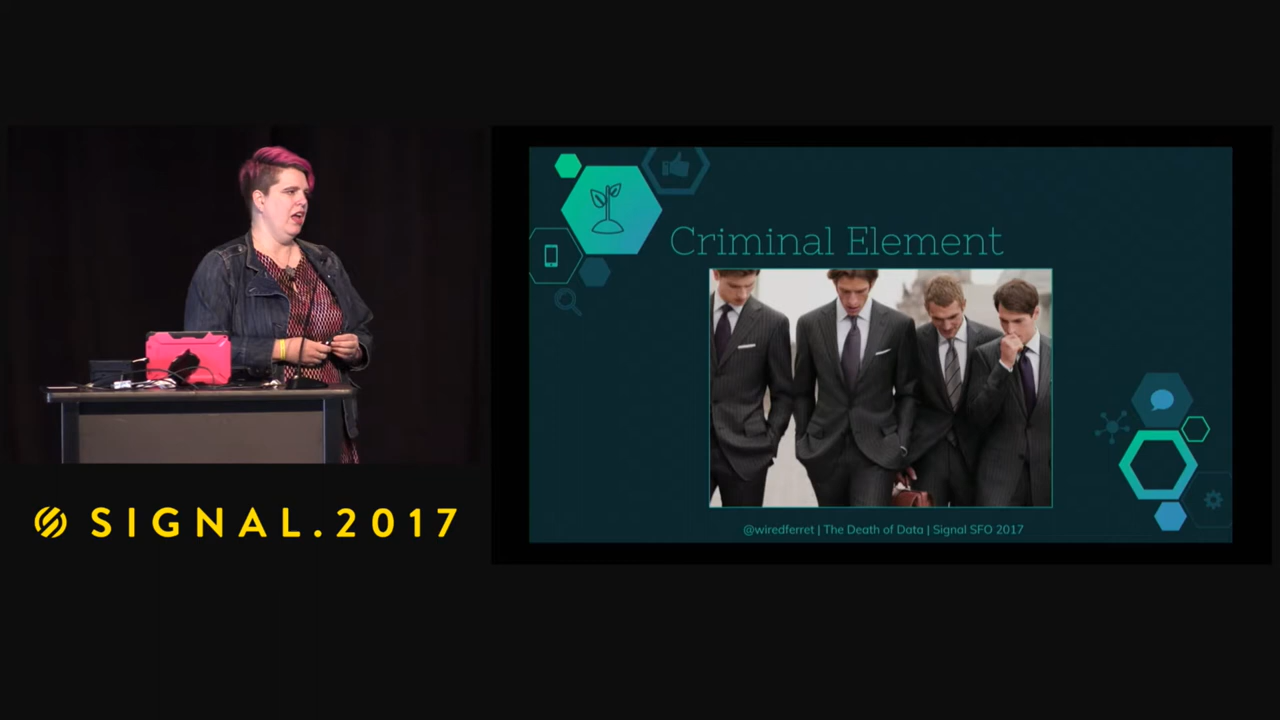 Criminal Element
@wiredferret | The Death of Data | Signal SFO 2017
SIGNAL.2017